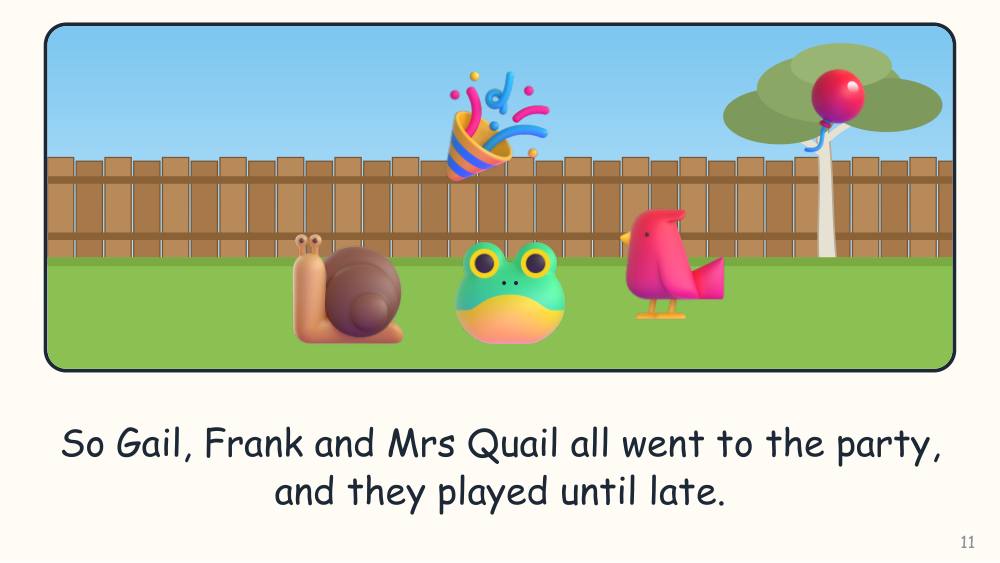 So Gail, Frank and Mrs Quail all went to the party,
and they played until late.
11